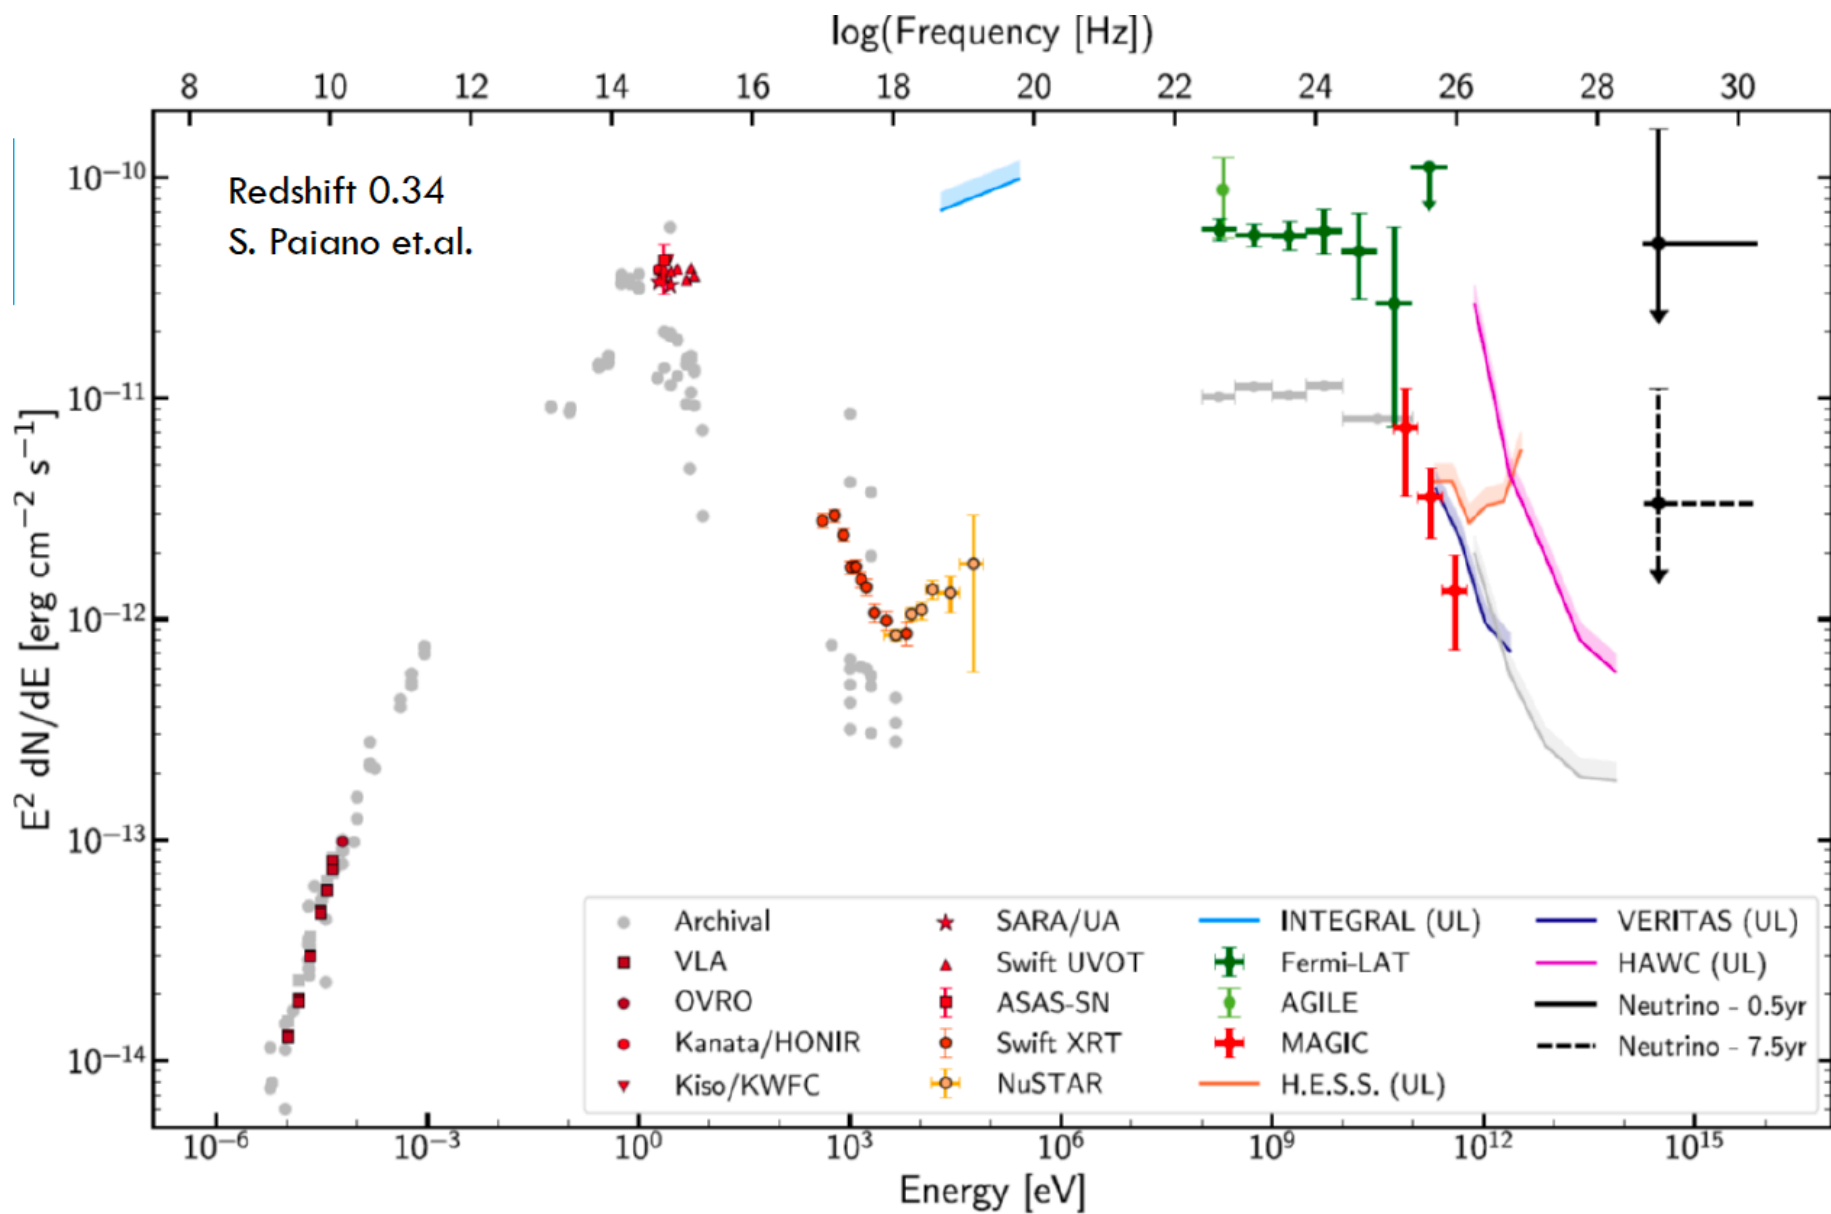 log(Frequency [Hz])
8 10 12 14 16 18 20 22 24 26 28 30
Redshift 0.34
S. Paiano et.al.
10⁻¹⁰
10⁻¹¹
10⁻¹²
10⁻¹³
10⁻¹⁴
E² dN/dE [erg cm⁻² s⁻¹]
Archival
VLA
OVRO
Kanata/HONIR
Kiso/KWFC
SARA/UA
Swift UVOT
ASAS-SN
Swift XRT
NuSTAR
INTEGRAL (UL)
Fermi-LAT
AGILE
MAGIC
H.E.S.S. (UL)
VERITAS (UL)
HAWC (UL)
Neutrino - 0.5yr
Neutrino - 7.5yr
10⁻⁶ 10⁻³ 10⁰ 10³ 10⁶ 10⁹ 10¹² 10¹⁵
Energy [eV]